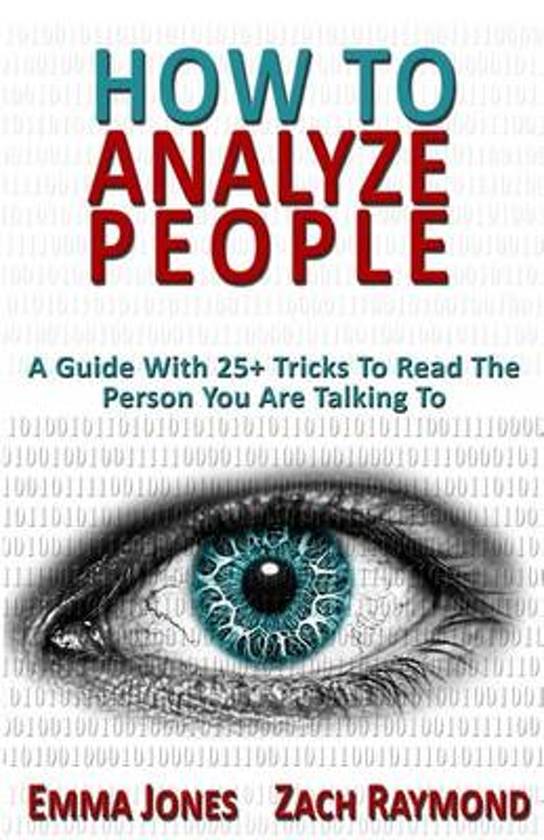 HOW TO
ANALYZE
PEOPLE
A Guide With 25+ Tricks To Read The
Person You Are Talking To
EMMA JONES ZACH RAYMOND